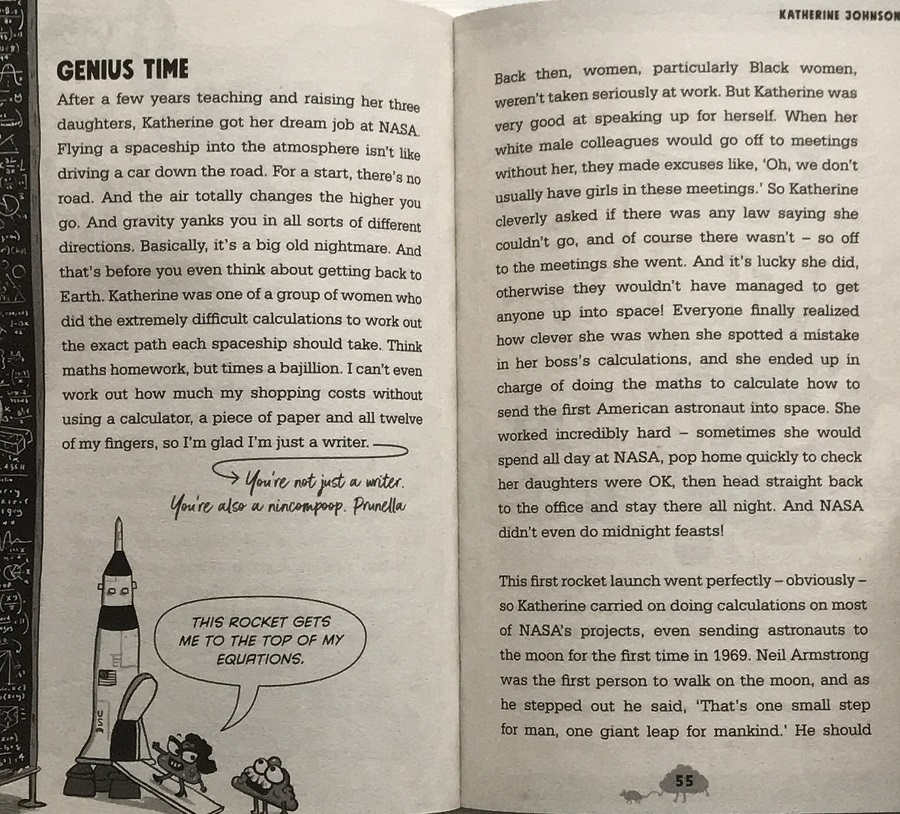 GENIUS TIME
After a few years teaching and raising her three
daughters, Katherine got her dream job at NASA.
Flying a spaceship into the atmosphere isn't like
driving a car down the road. For a start, there's no
road. And the air totally changes the higher you
go. And gravity yanks you in all sorts of different
directions. Basically, it's a big old nightmare. And
that's before you even think about getting back to
Earth. Katherine was one of a group of women who
did the extremely difficult calculations to work out
the exact path each spaceship should take. Think
maths homework, but times a bajillion. I can't even
work out how much my shopping costs without
using a calculator, a piece of paper and all twelve
of my fingers, so I'm glad I'm just a writer.
You're not just a writer.
You're also a nincompoop. Prunella
THIS ROCKET GETS
ME TO THE TOP OF MY
EQUATIONS.
USA
KATHERINE JOHNSON
Back then, women, particularly Black women,
weren't taken seriously at work. But Katherine was
very good at speaking up for herself. When her
white male colleagues would go off to meetings
without her, they made excuses like, 'Oh, we don't
usually have girls in these meetings.' So Katherine
cleverly asked if there was any law saying she
couldn't go, and of course there wasn't – so off
to the meetings she went. And it's lucky she did,
otherwise they wouldn't have managed to get
anyone up into space! Everyone finally realized
how clever she was when she spotted a mistake
in her boss's calculations, and she ended up in
charge of doing the maths to calculate how to
send the first American astronaut into space. She
worked incredibly hard – sometimes she would
spend all day at NASA, pop home quickly to check
her daughters were OK, then head straight back
to the office and stay there all night. And NASA
didn't even do midnight feasts!
This first rocket launch went perfectly – obviously –
so Katherine carried on doing calculations on most
of NASA's projects, even sending astronauts to
the moon for the first time in 1969. Neil Armstrong
was the first person to walk on the moon, and as
he stepped out he said, 'That's one small step
for man, one giant leap for mankind.' He should
55